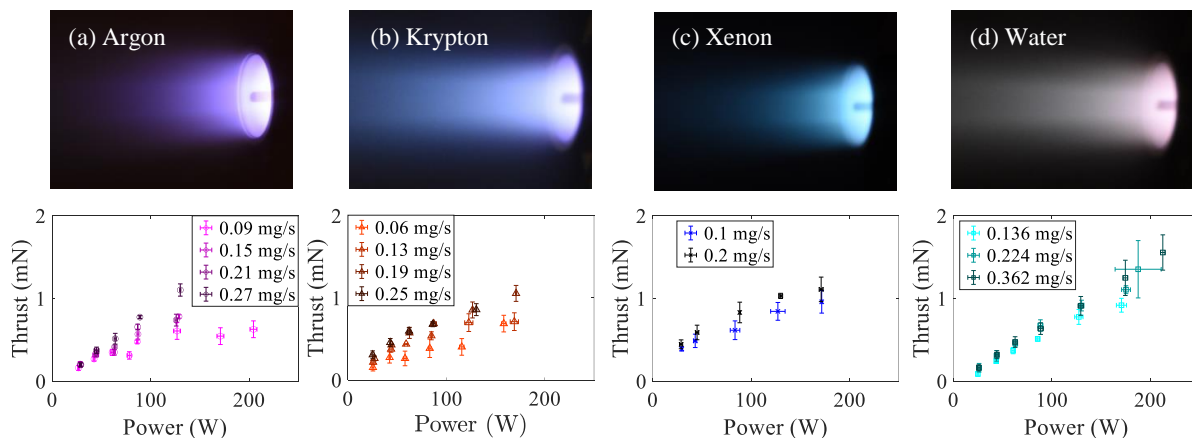 (a) Argon
(b) Krypton
(c) Xenon
(d) Water
2
1
0
Thrust (mN)
0.09 mg/s
0.15 mg/s
0.21 mg/s
0.27 mg/s
0 100 200
Power (W)
2
1
0
Thrust (mN)
0.06 mg/s
0.13 mg/s
0.19 mg/s
0.25 mg/s
0 100 200
Power (W)
2
1
0
Thrust (mN)
0.1 mg/s
0.2 mg/s
0 100 200
Power (W)
2
1
0
Thrust (mN)
0.136 mg/s
0.224 mg/s
0.362 mg/s
0 100 200
Power (W)